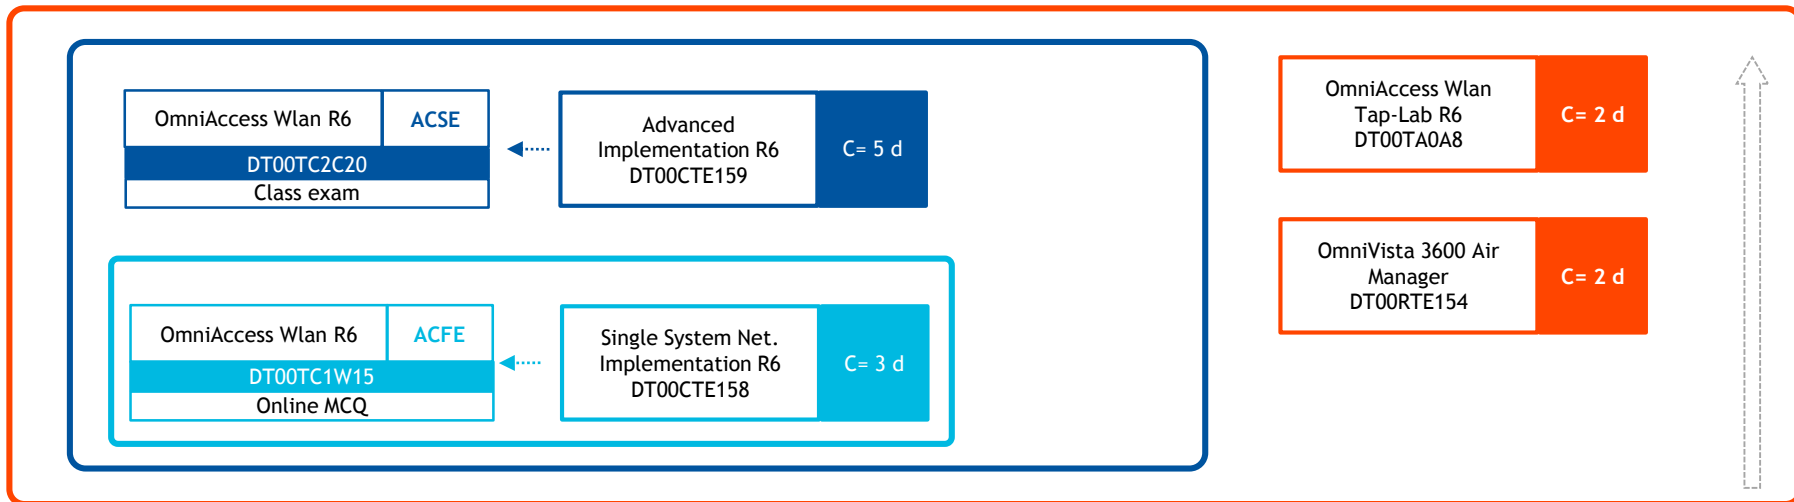 OmniAccess Wlan R6
ACSE
DT00TC2C20
Class exam
Advanced
Implementation R6
DT00CTE159
C= 5 d
OmniAccess Wlan
Tap-Lab R6
DT00TA0A8
C= 2 d
OmniAccess Wlan R6
ACFE
DT00TC1W15
Online MCQ
Single System Net.
Implementation R6
DT00CTE158
C= 3 d
OmniVista 3600 Air
Manager
DT00RTE154
C= 2 d